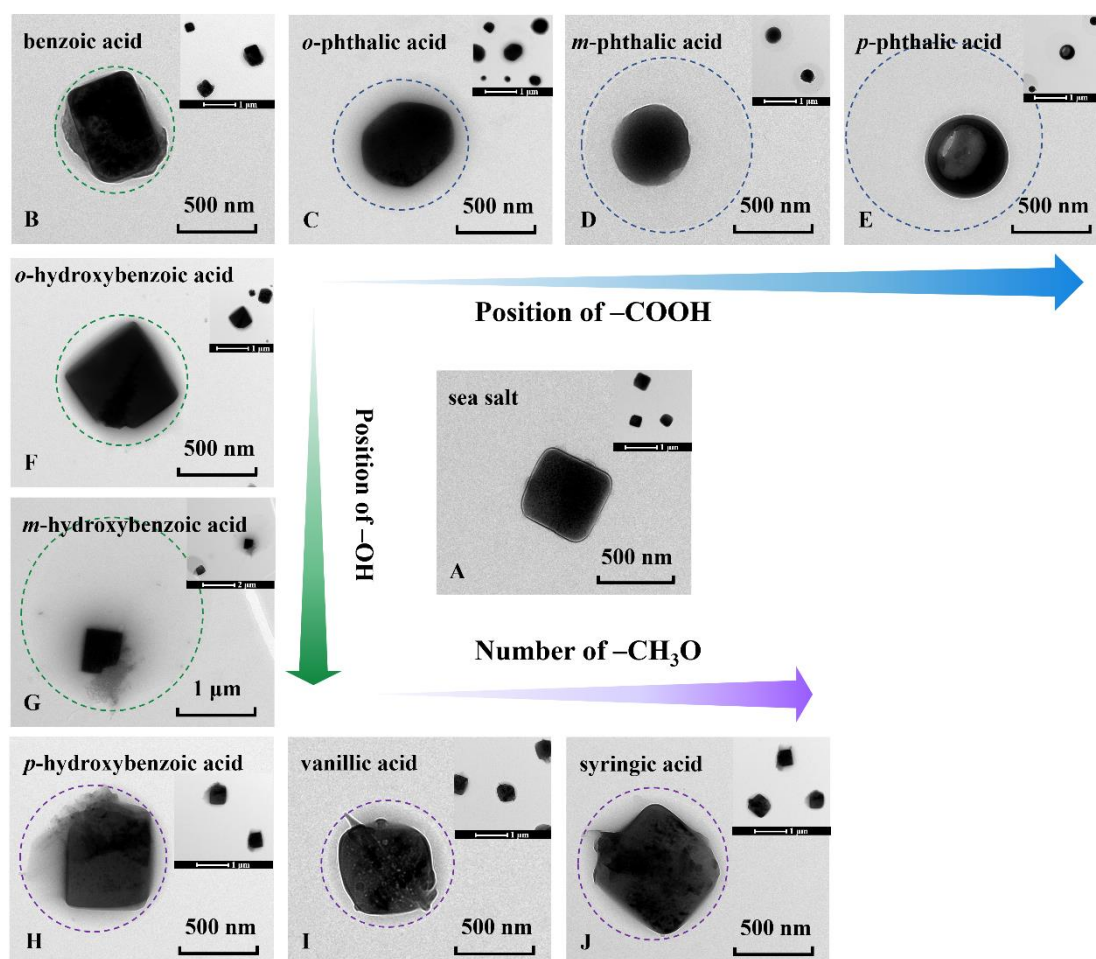 benzoic acid
1 μm
500 nm
B
o-phthalic acid
1 μm
500 nm
C
m-phthalic acid
1 μm
500 nm
D
p-phthalic acid
1 μm
500 nm
E
o-hydroxybenzoic acid
1 μm
500 nm
F
Position of –COOH
Position of –OH
sea salt
1 μm
500 nm
A
m-hydroxybenzoic acid
2 μm
1 μm
G
Number of –CH₃O
p-hydroxybenzoic acid
1 μm
500 nm
H
vanillic acid
1 μm
500 nm
I
syringic acid
1 μm
500 nm
J